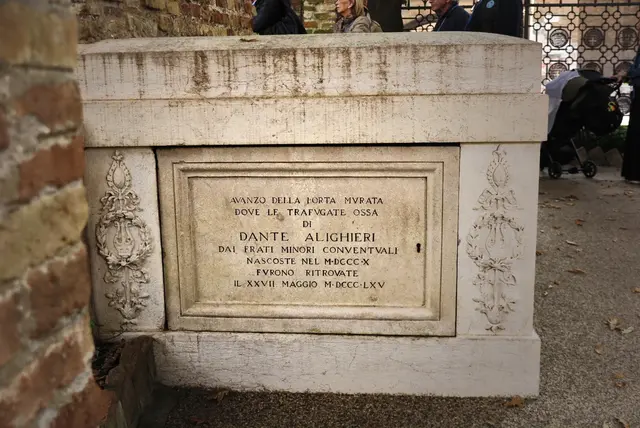 AVANZO DELLA PORTA MVRATA
DOVE LE TRAFVGATE OSSA
DI
DANTE ALIGHIERI
DAI FRATI MINORI CONVENTVALI
NASCOSTE NEL M·DCCC·X
FVRONO RITROVATE
IL XXVII MAGGIO M·DCCC·LXV